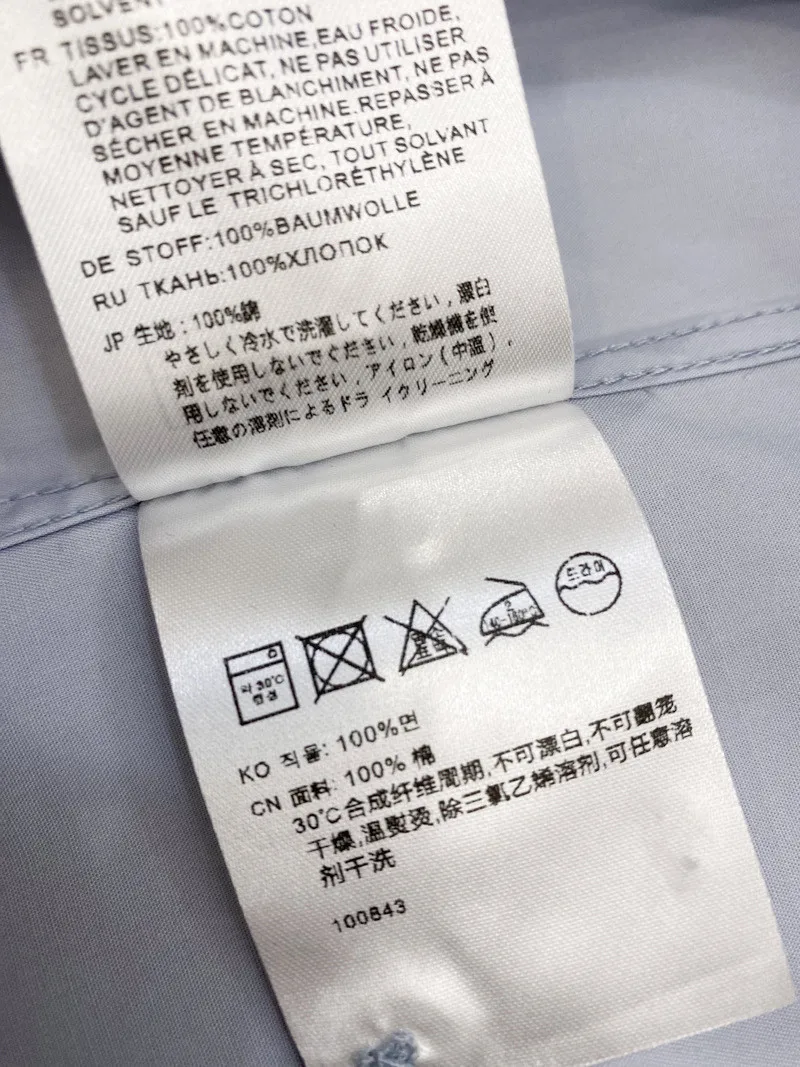 SOLVENT
FR TISSUS:100%COTON
LAVER EN MACHINE,EAU FROIDE,
CYCLE DÉLICAT, NE PAS UTILISER
D'AGENT DE BLANCHIMENT, NE PAS
SÉCHER EN MACHINE.REPASSER À
MOYENNE TEMPÉRATURE,
NETTOYER À SEC, TOUT SOLVANT
SAUF LE TRICHLORÉTHYLÈNE
DE STOFF:100%BAUMWOLLE
RU ТКАНЬ:100%ХЛОПОК
JP 生地:100%綿
やさしく冷水で洗濯してください,漂白
剤を使用しないでください,乾燥機を使
用しないでください.アイロン(中温).
任意の溶剤によるドライクリーニング
약 30℃
중성
드라이
KO 직물: 100%면
CN 面料: 100% 棉
30℃合成纤维周期,不可漂白,不可翻笼
干燥,温熨烫,除三氯乙烯溶剂,可任意溶
剂干洗
100843